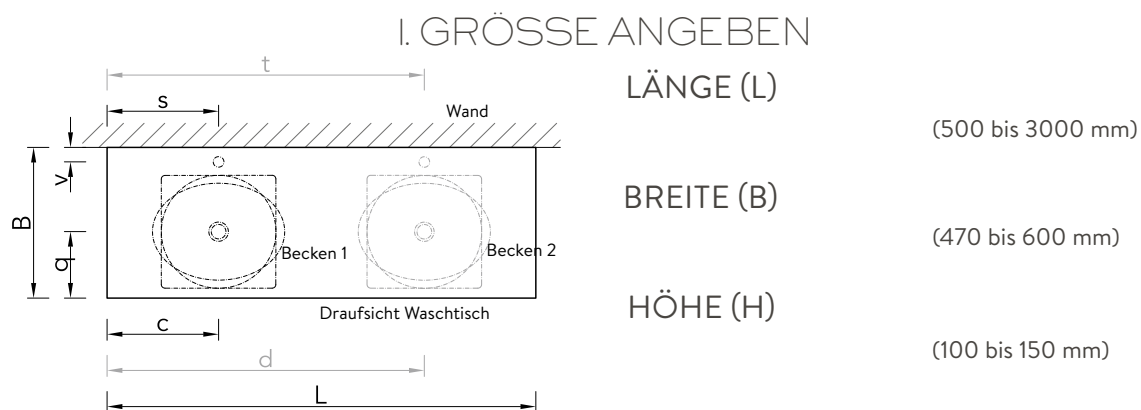 I. GRÖSSE ANGEBEN
t
s
Wand
v
B
q
Becken 1
Becken 2
Draufsicht Waschtisch
c
d
L
LÄNGE (L)
(500 bis 3000 mm)
BREITE (B)
(470 bis 600 mm)
HÖHE (H)
(100 bis 150 mm)